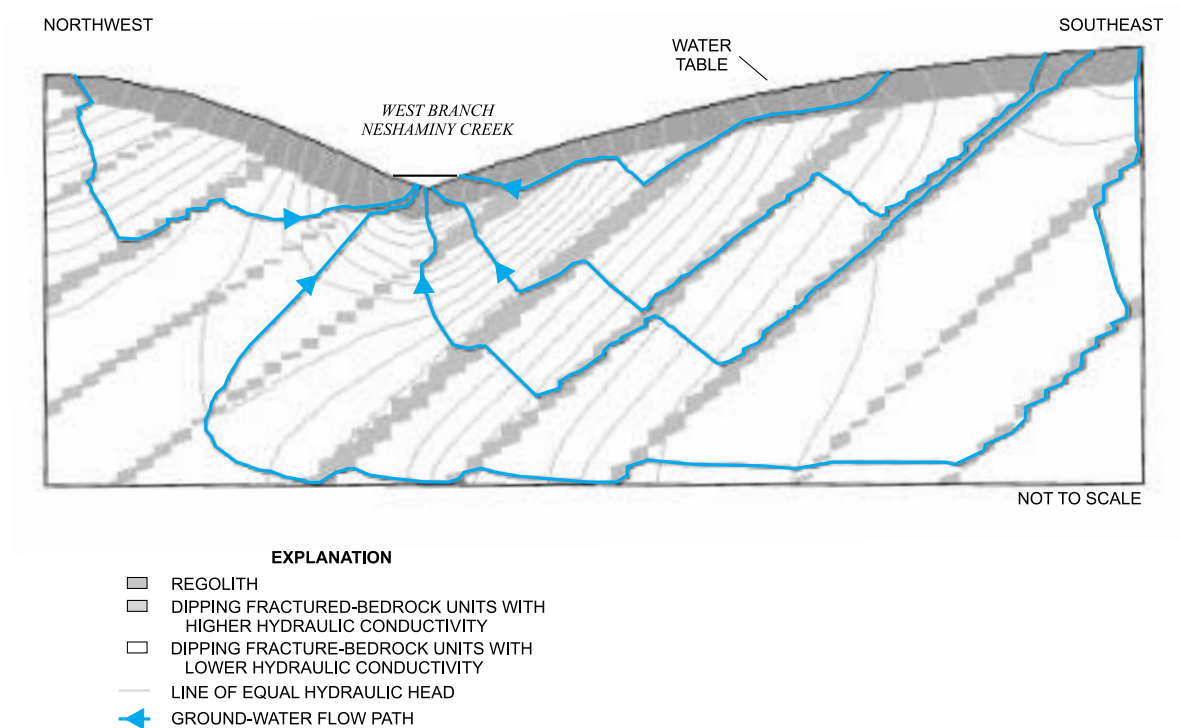 NORTHWEST
SOUTHEAST
WATER
TABLE
WEST BRANCH
NESHAMINY CREEK
NOT TO SCALE
EXPLANATION
REGOLITH
DIPPING FRACTURED-BEDROCK UNITS WITH
HIGHER HYDRAULIC CONDUCTIVITY
DIPPING FRACTURE-BEDROCK UNITS WITH
LOWER HYDRAULIC CONDUCTIVITY
LINE OF EQUAL HYDRAULIC HEAD
GROUND-WATER FLOW PATH